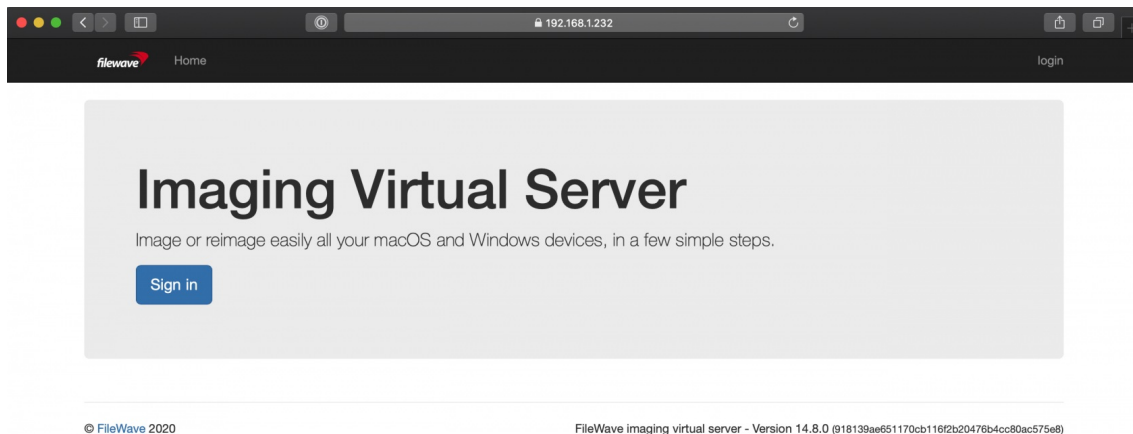 192.168.1.232
filewave Home login
Imaging Virtual Server
Image or reimage easily all your macOS and Windows devices, in a few simple steps.
Sign in
© FileWave 2020 FileWave imaging virtual server - Version 14.8.0 (918139ae651170cb116f2b20476b4cc80ac575e8)